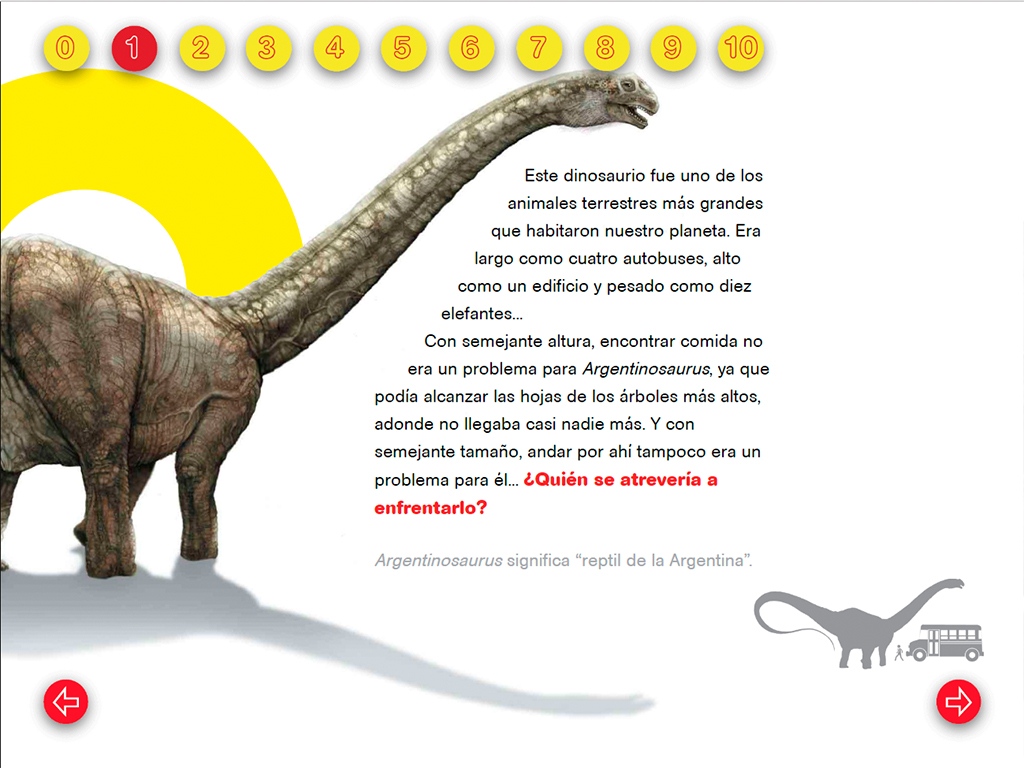 0 1 2 3 4 5 6 7 8 9 10
Este dinosaurio fue uno de los
animales terrestres más grandes
que habitaron nuestro planeta. Era
largo como cuatro autobuses, alto
como un edificio y pesado como diez
elefantes...
Con semejante altura, encontrar comida no
era un problema para Argentinosaurus, ya que
podía alcanzar las hojas de los árboles más altos,
adonde no llegaba casi nadie más. Y con
semejante tamaño, andar por ahí tampoco era un
problema para él... ¿Quién se atrevería a
enfrentarlo?
Argentinosaurus significa “reptil de la Argentina”.